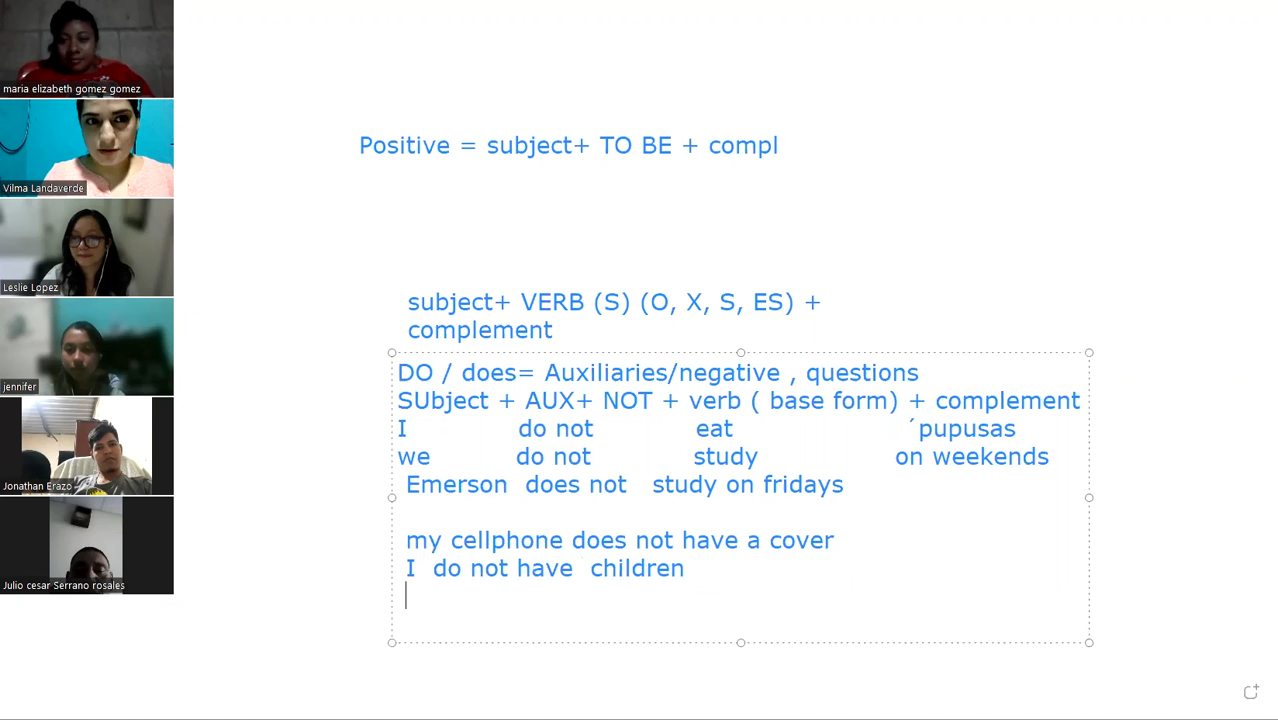 maria elizabeth gomez gomez
Vilma Landaverde
Leslie Lopez
jennifer
Jonathan Erazo
Julio cesar Serrano rosales
Positive = subject+ TO BE + compl
subject+ VERB (S) (O, X, S, ES) +
complement
DO / does= Auxiliaries/negative , questions
SUbject + AUX+ NOT + verb ( base form) + complement
I do not eat ´pupusas
we do not study on weekends
Emerson does not study on fridays
my cellphone does not have a cover
I do not have children